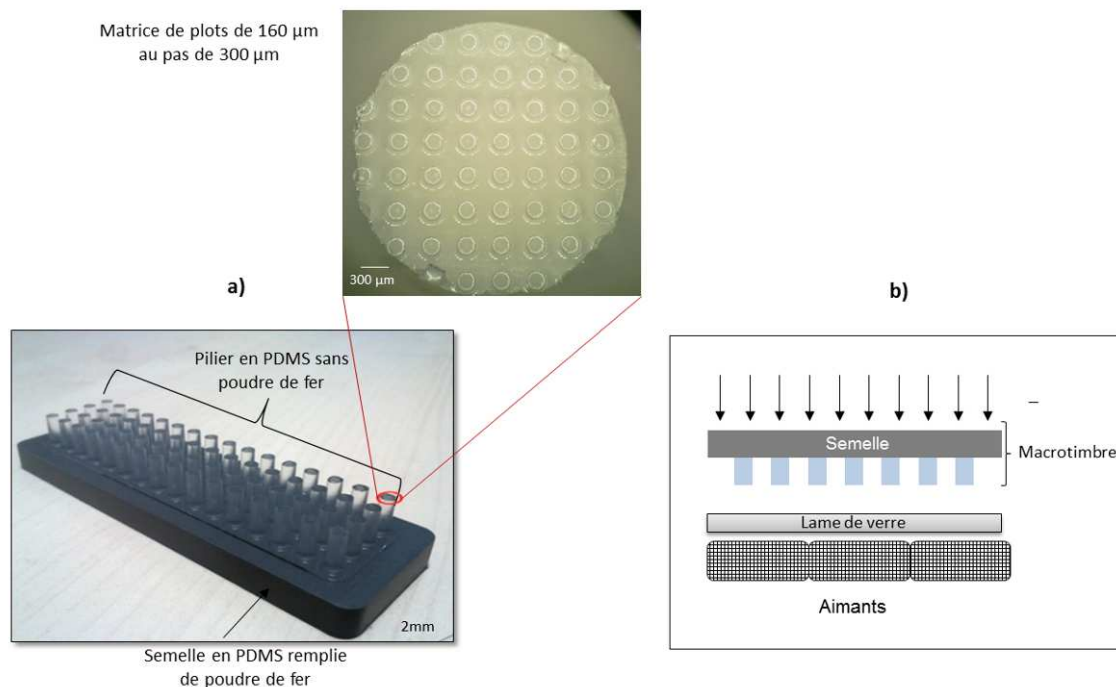 Matrice de plots de 160 µm
au pas de 300 µm
300 µm
a)
Pilier en PDMS sans
poudre de fer
2mm
Semelle en PDMS remplie
de poudre de fer
b)
Semelle
Macrotimbre
Lame de verre
Aimants